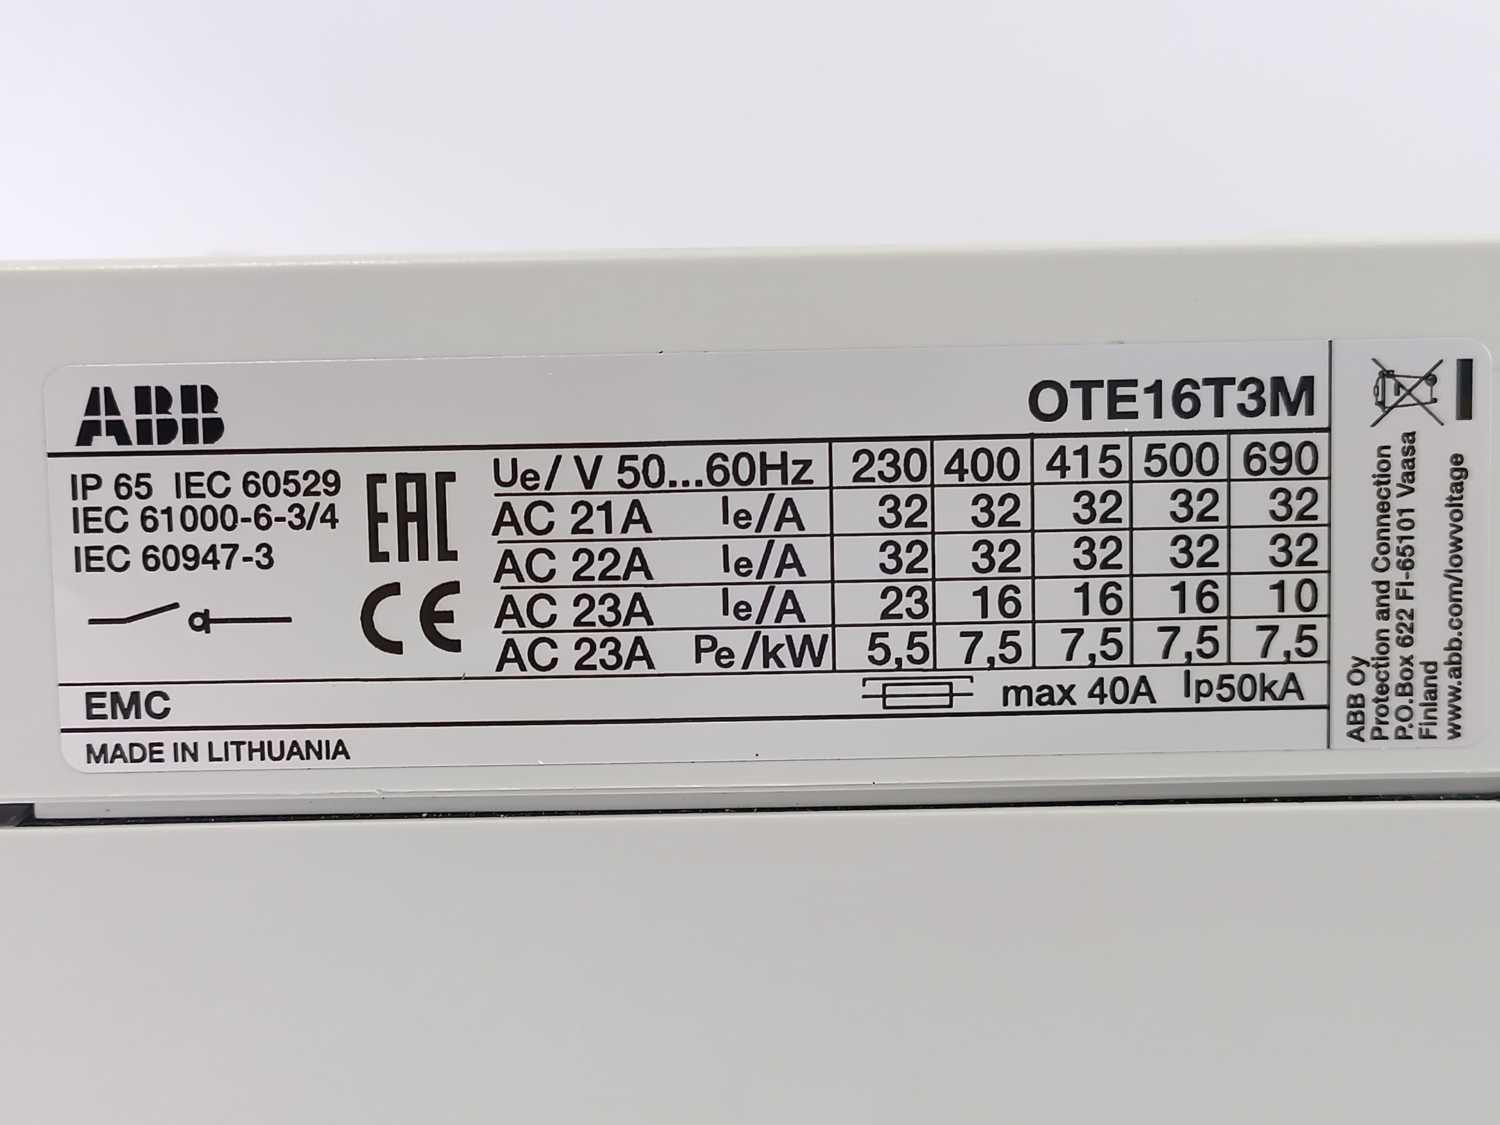 ABB
OTE16T3M
IP 65 IEC 60529
IEC 61000-6-3/4
IEC 60947-3
EAC
CE
Ue/ V 50...60Hz 230 400 415 500 690
AC 21A Ie/A 32 32 32 32 32
AC 22A Ie/A 32 32 32 32 32
AC 23A Ie/A 23 16 16 16 10
AC 23A Pe/kW 5,5 7,5 7,5 7,5 7,5
EMC
max 40A Ip50kA
MADE IN LITHUANIA
ABB Oy
Protection and Connection
P.O.Box 622 FI-65101 Vaasa
Finland
www.abb.com/lowvoltage